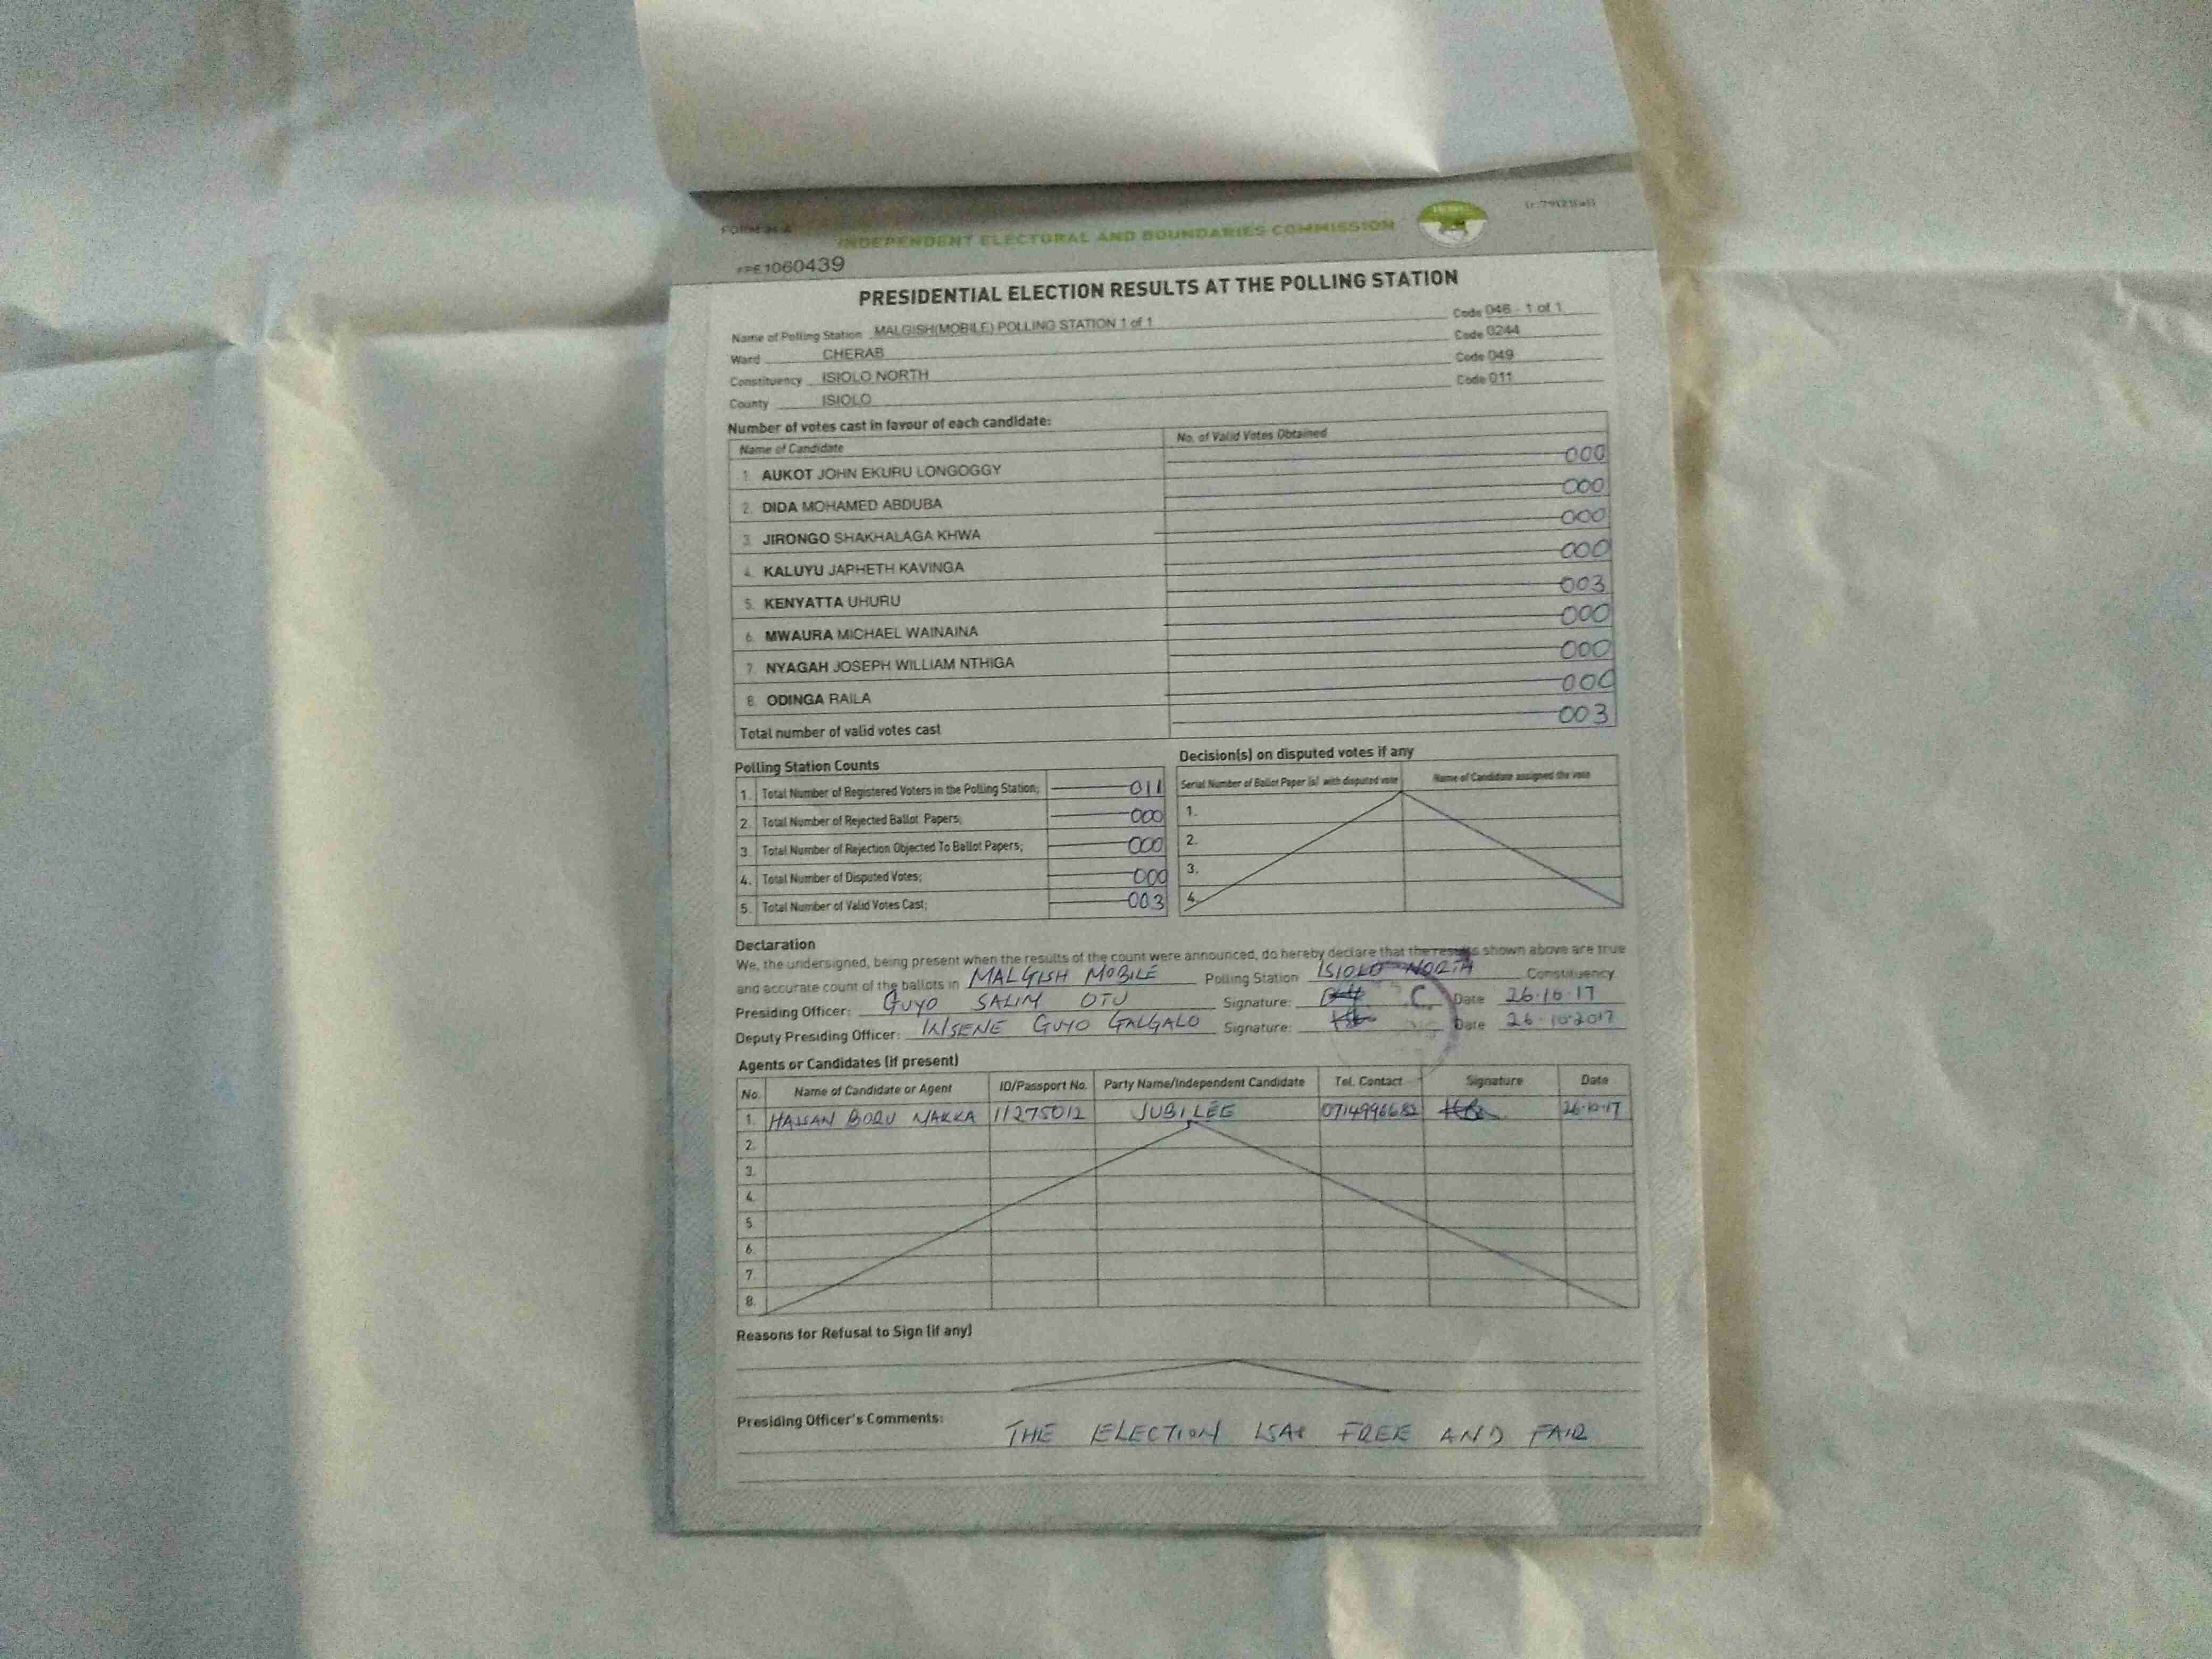 FORM 34 A
INDEPENDENT ELECTORAL AND BOUNDARIES COMMISSION
1060439
PRESIDENTIAL ELECTION RESULTS AT THE POLLING STATION
Name of Polling Station MALGISH(MOBILE) POLLING STATION 1 of 1 Code 046 - 1 of 1
Ward CHERAB Code 0244
Constituency ISIOLO NORTH Code 049
County ISIOLO Code 011
Number of votes cast in favour of each candidate:
Name of Candidate No. of Valid Votes Obtained
1. AUKOT JOHN EKURU LONGOGGY 000
2. DIDA MOHAMED ABDUBA 000
3. JIRONGO SHAKHALAGA KHWA 000
4. KALUYU JAPHETH KAVINGA 000
5. KENYATTA UHURU 003
6. MWAURA MICHAEL WAINAINA 000
7. NYAGAH JOSEPH WILLIAM NTHIGA 000
8. ODINGA RAILA 000
Total number of valid votes cast 003
Polling Station Counts
1. Total Number of Registered Voters in the Polling Station; 011
2. Total Number of Rejected Ballot Papers; 000
3. Total Number of Rejection Objected To Ballot Papers; 000
4. Total Number of Disputed Votes; 000
5. Total Number of Valid Votes Cast; 003
Decision(s) on disputed votes if any
Serial Number of Ballot Paper (s) with disputed vote Name of Candidate assigned the vote
1.
2.
3.
4.
Declaration
We, the undersigned, being present when the results of the count were announced, do hereby declare that the results shown above are true
and accurate count of the ballots in MALGISH MOBILE Polling Station ISIOLO NORTH Constituency
Presiding Officer: GUYO SALIM OTU Signature: Date 26.10.17
Deputy Presiding Officer: GUYO GALGALO Signature: Date 26.10.2017
Agents or Candidates (if present)
No. Name of Candidate or Agent ID/Passport No. Party Name/Independent Candidate Tel. Contact Signature Date
1. HASSAN BORU 11275012 JUBILEE 0714996682 26.10.17
2.
3.
4.
5.
6.
7.
8.
Reasons for Refusal to Sign (if any)
Presiding Officer's Comments: THE ELECTION FREE AND FAIR